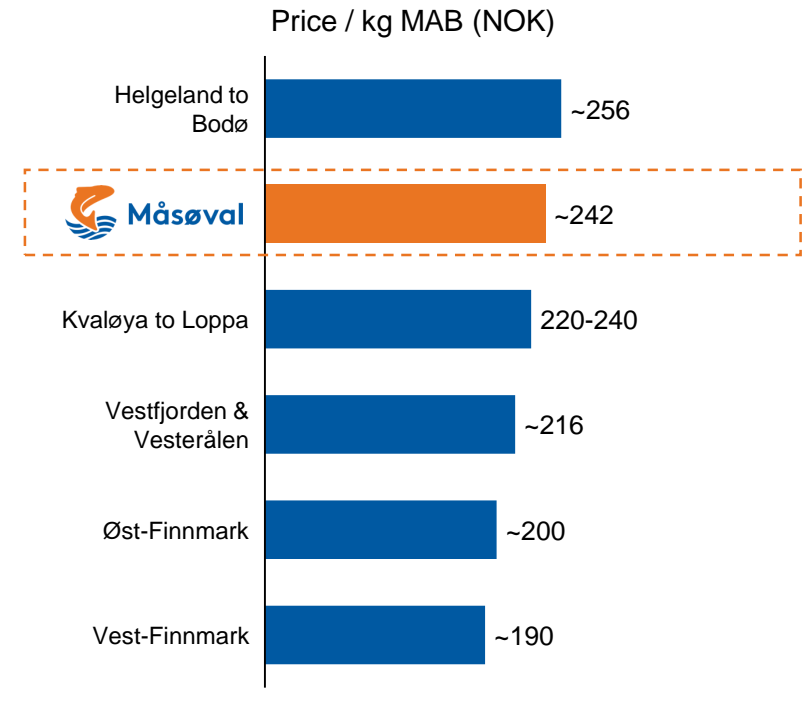 Price / kg MAB (NOK)
Helgeland to
Bodø
~256
Måsøval
~242
Kvaløya to Loppa
220-240
Vestfjorden &
Vesterålen
~216
Øst-Finnmark
~200
Vest-Finnmark
~190